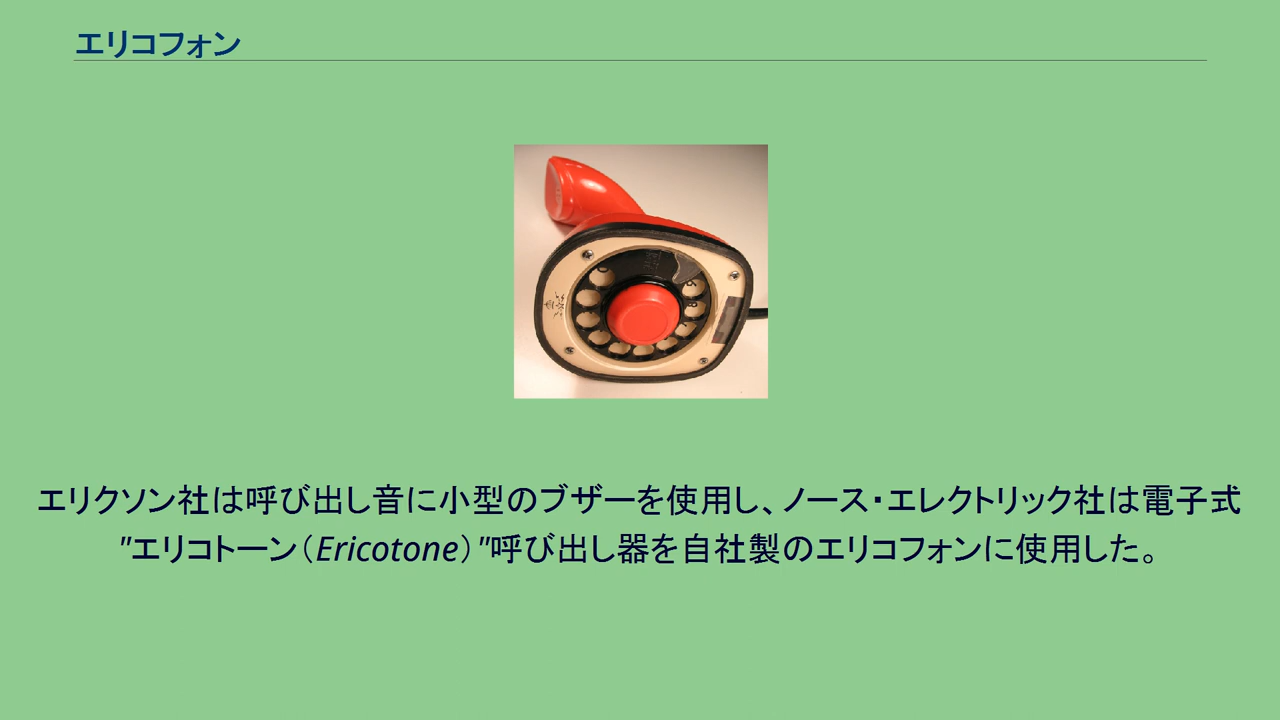 エリコフォン
エリクソン社は呼び出し音に小型のブザーを使用し、ノース・エレクトリック社は電子式
"エリコトーン（Ericotone）"呼び出し器を自社製のエリコフォンに使用した。